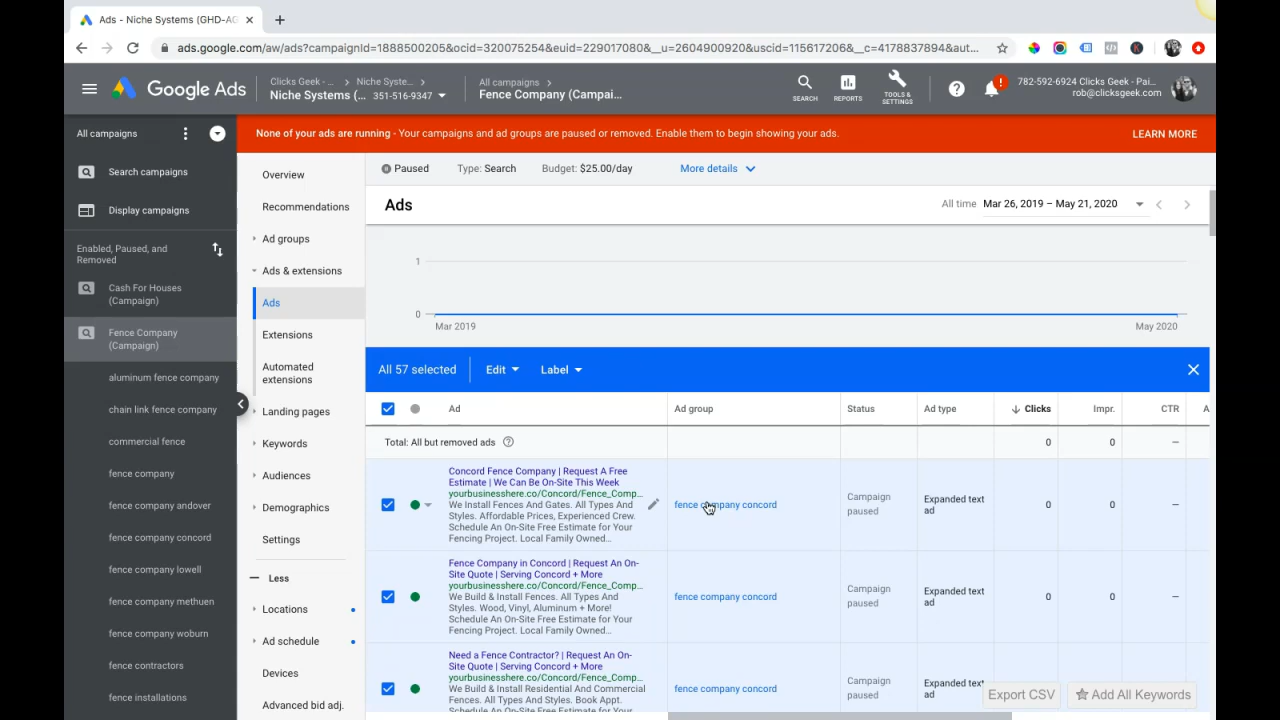 Ads - Niche Systems (GHD-AG
ads.google.com/aw/ads?campaignId=1888500205&ocid=320075254&euid=229017080&__u=2604900920&uscid=115617206&__c=4178837894&aut...
Google Ads
Clicks Geek - ... > Niche Syste...
Niche Systems (... 351-516-9347
All campaigns >
Fence Company (Campai...
SEARCH
REPORTS
TOOLS & SETTINGS
782-592-6924 Clicks Geek - Pai...
rob@clicksgeek.com
None of your ads are running - Your campaigns and ad groups are paused or removed. Enable them to begin showing your ads.
LEARN MORE
All campaigns
Search campaigns
Display campaigns
Enabled, Paused, and
Removed
Cash For Houses
(Campaign)
Fence Company
(Campaign)
aluminum fence company
chain link fence company
commercial fence
fence company
fence company andover
fence company concord
fence company lowell
fence company methuen
fence company woburn
fence contractors
fence installations
Overview
Recommendations
Ad groups
Ads & extensions
Ads
Extensions
Automated
extensions
Landing pages
Keywords
Audiences
Demographics
Settings
Less
Locations
Ad schedule
Devices
Advanced bid adj.
Paused
Type: Search
Budget: $25.00/day
More details
Ads
All time Mar 26, 2019 – May 21, 2020
1
0
Mar 2019
May 2020
All 57 selected
Edit
Label
Ad
Ad group
Status
Ad type
Clicks
Impr.
CTR
A
Total: All but removed ads
0
0
—
Concord Fence Company | Request A Free
Estimate | We Can Be On-Site This Week
yourbusinesshere.co/Concord/Fence_Comp...
We Install Fences And Gates. All Types And
Styles. Affordable Prices, Experienced Crew.
Schedule An On-Site Free Estimate for Your
Fencing Project. Local Family Owned...
fence company concord
Campaign
paused
Expanded text
ad
0
0
—
Fence Company in Concord | Request An On-
Site Quote | Serving Concord + More
yourbusinesshere.co/Concord/Fence_Comp...
We Build & Install Fences. All Types And
Styles. Wood, Vinyl, Aluminum + More!
Schedule An On-Site Free Estimate for Your
Fencing Project. Local Family Owned...
fence company concord
Campaign
paused
Expanded text
ad
0
0
—
Need a Fence Contractor? | Request An On-
Site Quote | Serving Concord + More
yourbusinesshere.co/Concord/Fence_Comp...
We Build & Install Residential And Commercial
Fences. All Types And Styles. Book Appt.
fence company concord
Campaign
paused
Expanded text
ad
0
0
—
Export CSV
Add All Keywords